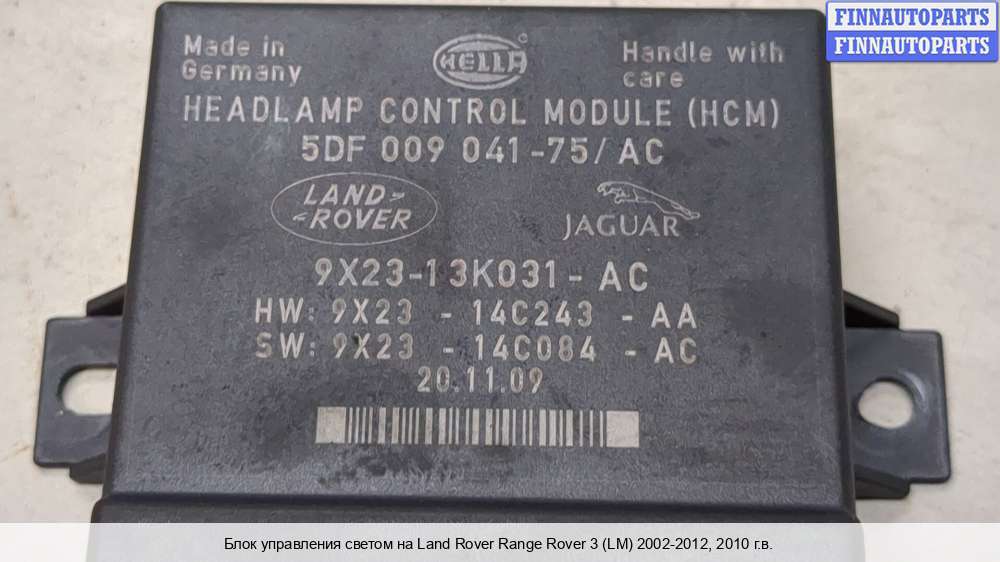 FINNAUTOPARTS
FINNAUTOPARTS
Made in
Germany
HELLA
Handle with
care
HEADLAMP CONTROL MODULE (HCM)
5DF 009 041-75/AC
LAND
ROVER
JAGUAR
9X23-13K031-AC
HW: 9X23 - 14C243 - AA
SW: 9X23 - 14C084 - AC
20.11.09
Блок управления светом на Land Rover Range Rover 3 (LM) 2002-2012, 2010 г.в.